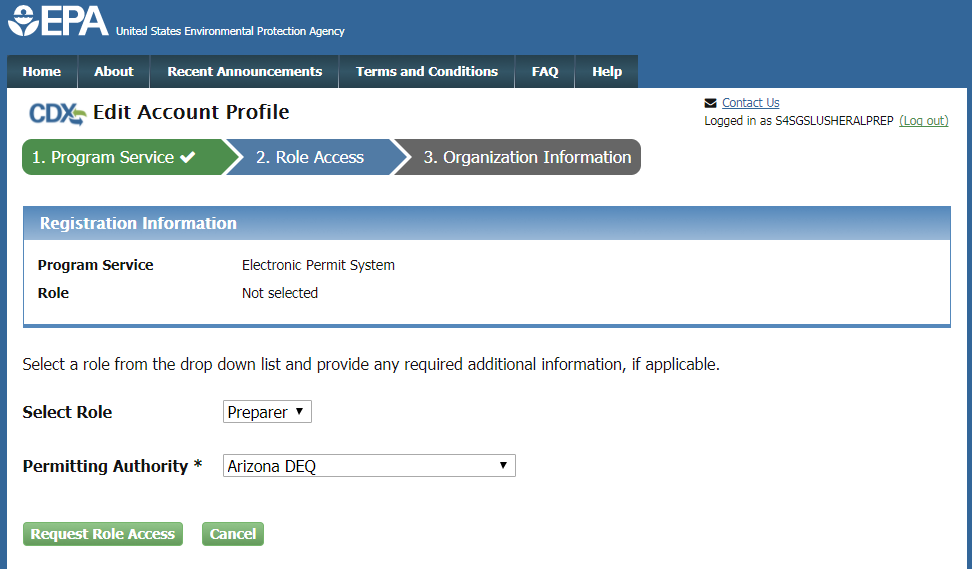 EPA United States Environmental Protection Agency
Home About Recent Announcements Terms and Conditions FAQ Help
CDX Edit Account Profile
Contact Us
Logged in as S4SGSLUSHERALPREP (Log out)
1. Program Service ✔ 2. Role Access 3. Organization Information
Registration Information
Program Service Electronic Permit System
Role Not selected
Select a role from the drop down list and provide any required additional information, if applicable.
Select Role Preparer ▼
Permitting Authority * Arizona DEQ ▼
Request Role Access Cancel